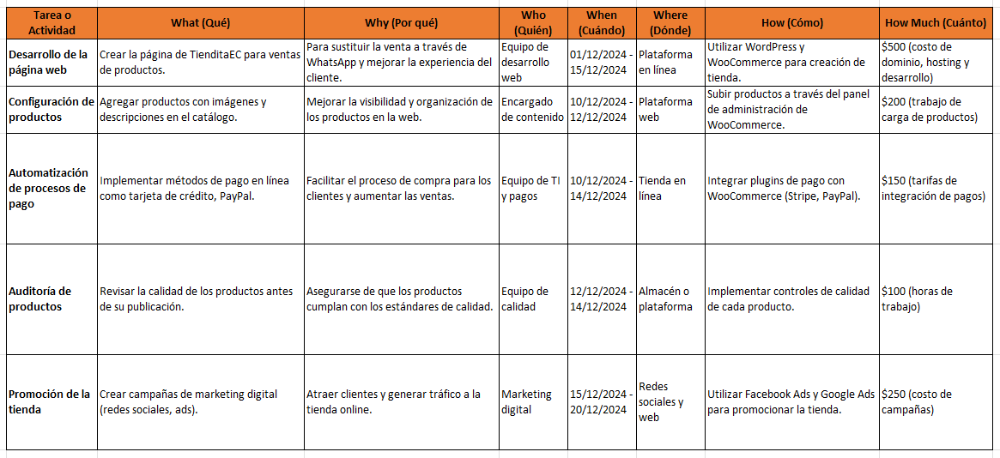 Tarea o
Actividad
What (Qué)
Why (Por qué)
Who
(Quién)
When
(Cuándo)
Where
(Dónde)
How (Cómo)
How Much (Cuánto)
Desarrollo de la
página web
Crear la página de TienditaEC para ventas
de productos.
Para sustituir la venta a través de
WhatsApp y mejorar la experiencia del
cliente.
Equipo de
desarrollo
web
01/12/2024 -
15/12/2024
Plataforma
en línea
Utilizar WordPress y
WooCommerce para creación de
tienda.
$500 (costo de
dominio, hosting y
desarrollo)
Configuración de
productos
Agregar productos con imágenes y
descripciones en el catálogo.
Mejorar la visibilidad y organización de
los productos en la web.
Encargado
de contenido
10/12/2024 -
12/12/2024
Plataforma
web
Subir productos a través del panel
de administración de
WooCommerce.
$200 (trabajo de
carga de productos)
Automatización
de procesos de
pago
Implementar métodos de pago en línea
como tarjeta de crédito, PayPal.
Facilitar el proceso de compra para los
clientes y aumentar las ventas.
Equipo de TI
y pagos
10/12/2024 -
14/12/2024
Tienda en
línea
Integrar plugins de pago con
WooCommerce (Stripe, PayPal).
$150 (tarifas de
integración de pagos)
Auditoría de
productos
Revisar la calidad de los productos antes
de su publicación.
Asegurarse de que los productos
cumplan con los estándares de calidad.
Equipo de
calidad
12/12/2024 -
14/12/2024
Almacén o
plataforma
Implementar controles de calidad
de cada producto.
$100 (horas de
trabajo)
Promoción de la
tienda
Crear campañas de marketing digital
(redes sociales, ads).
Atraer clientes y generar tráfico a la
tienda online.
Marketing
digital
15/12/2024 -
20/12/2024
Redes
sociales y
web
Utilizar Facebook Ads y Google Ads
para promocionar la tienda.
$250 (costo de
campañas)